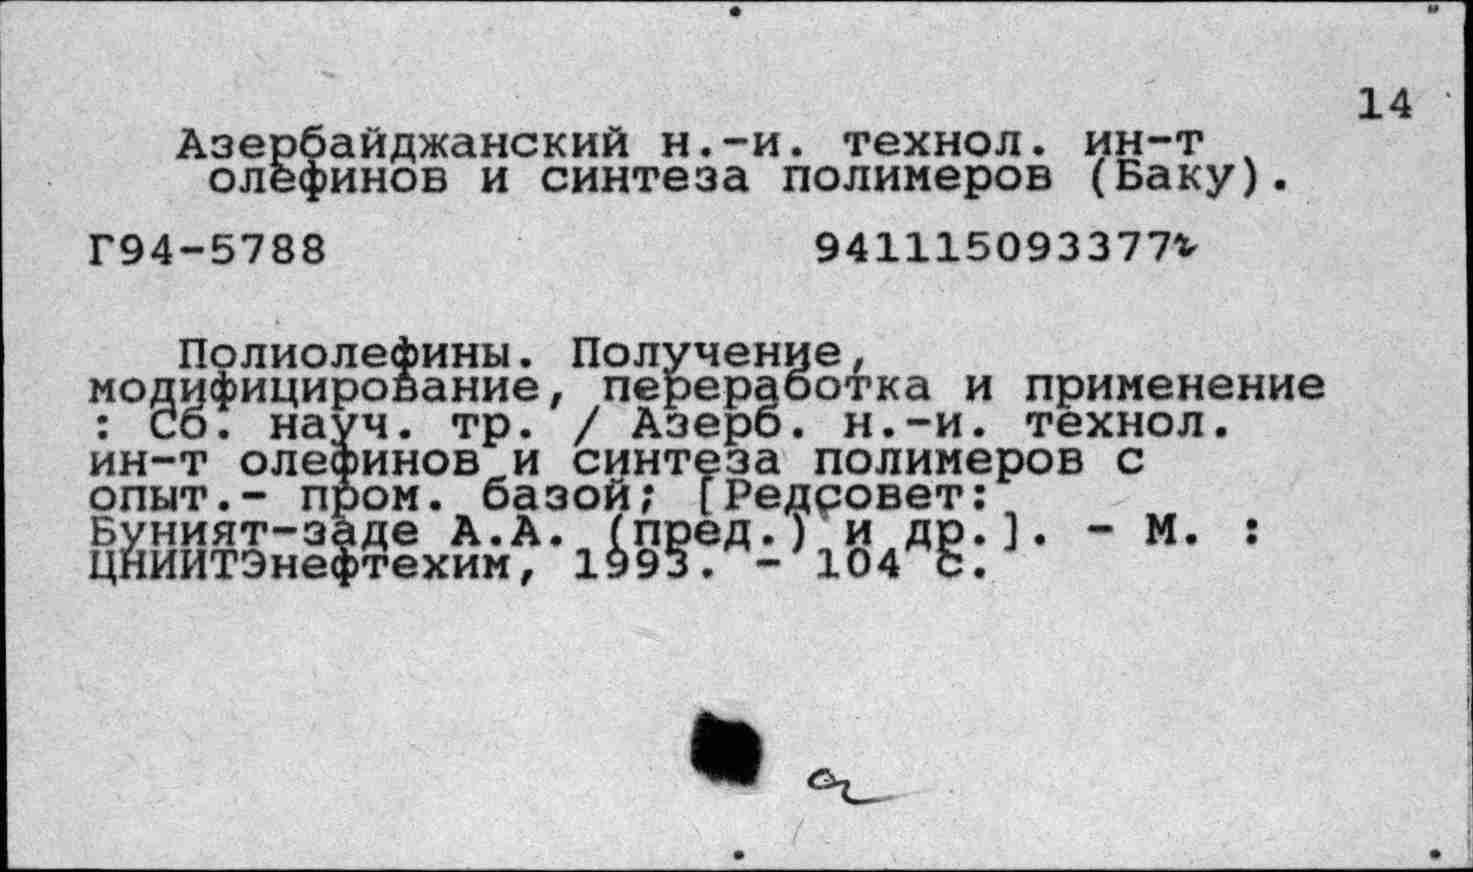 14
Азербайджанский н.-и. технол. ин-т
олефинов и синтеза полимеров (Баку).
Г94-5788 941115093377
Полиолефины. Получение,
модифицирование, переработка и применение
: Сб. науч. тр. / Азерб. н.-и. технол.
ин-т олефинов и синтеза полимеров с
опыт.- пром. базой; [Редсовет:
Буният-заде А.А. (пред.) и др.]. - М. :
ЦНИИТЭнефтехим, 1993. - 104 с.